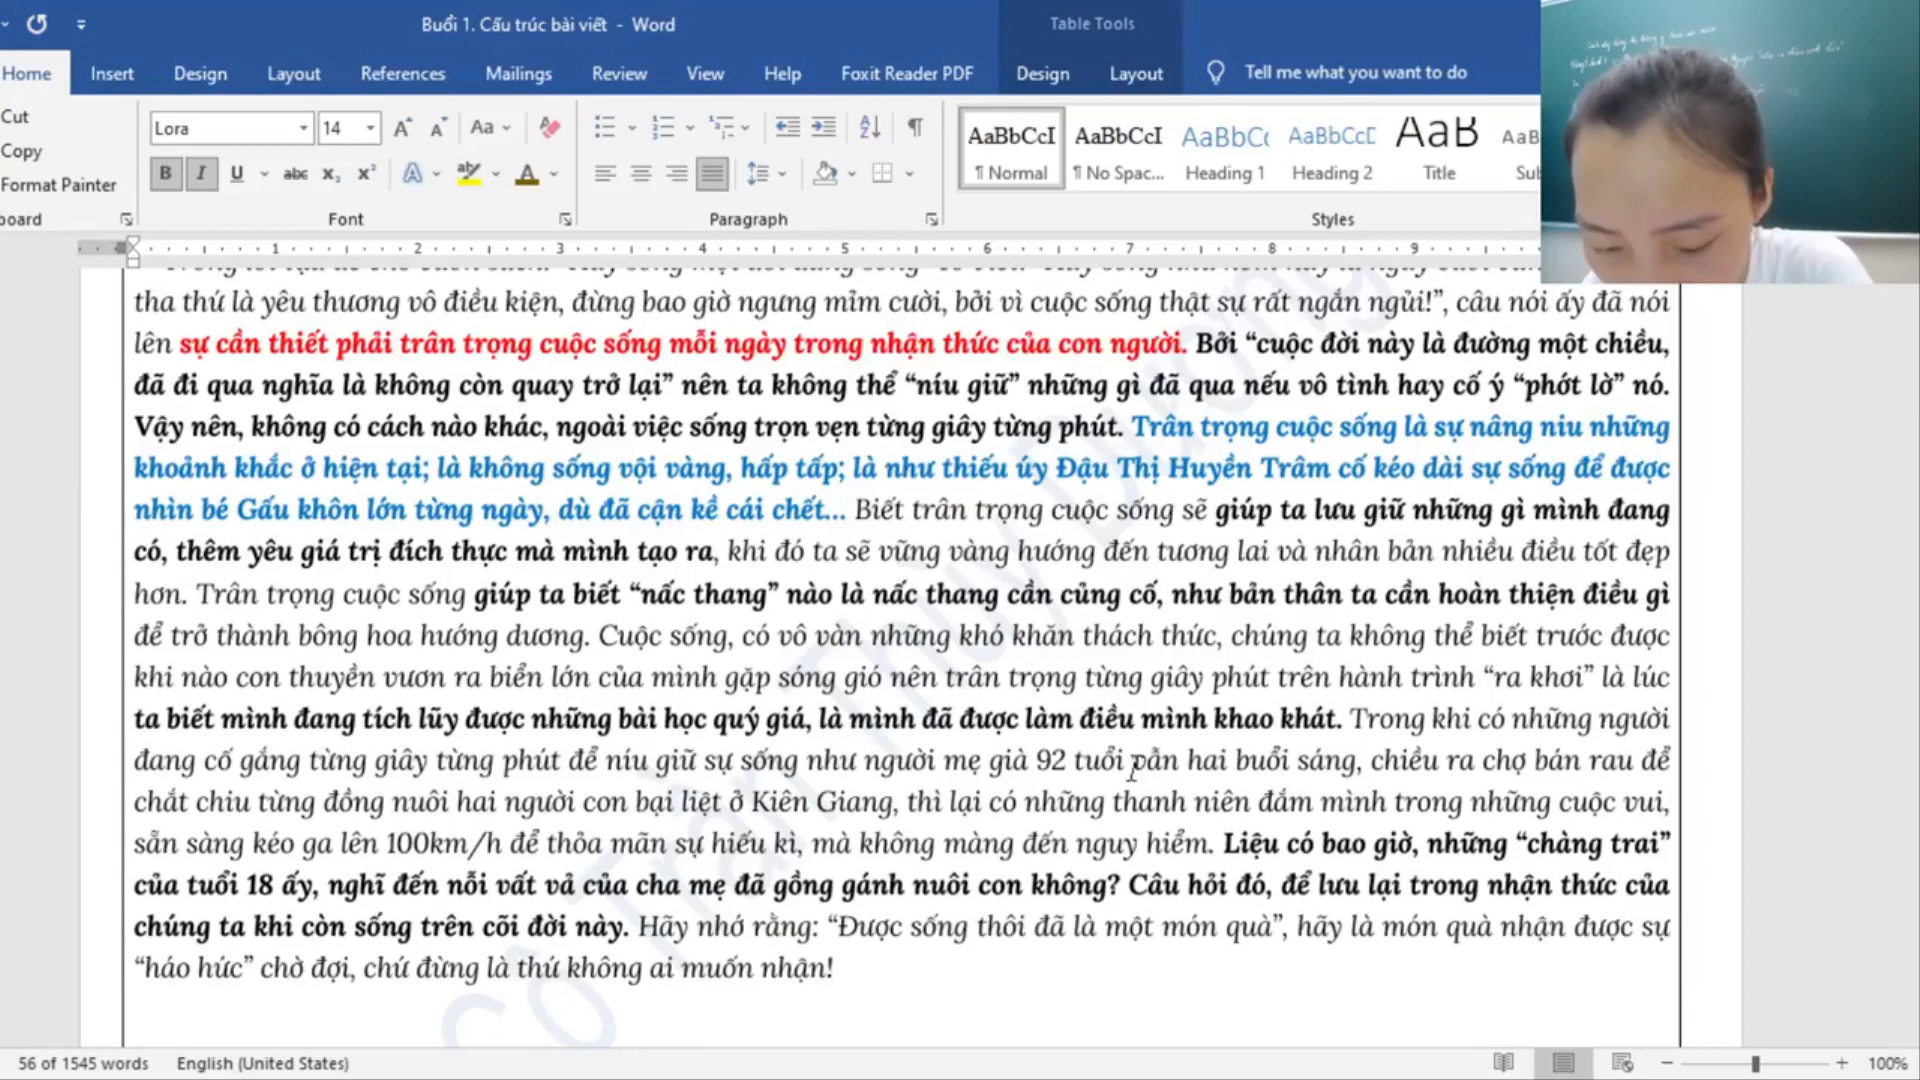 Buổi 1. Cấu trúc bài viết - Word
Table Tools
Home Insert Design Layout References Mailings Review View Help Foxit Reader PDF Design Layout Tell me what you want to do
Cut
Copy
Format Painter
board
Lora 14
Font
Paragraph
AaBbCcI AaBbCcI AaBbCc AaBbCcD AaB AaB
¶ Normal ¶ No Spac... Heading 1 Heading 2 Title Sub
Styles
1 2 3 4 5 6 7 8 9
tha thứ là yêu thương vô điều kiện, đừng bao giờ ngưng mỉm cười, bởi vì cuộc sống thật sự rất ngắn ngủi!”, câu nói ấy đã nói
lên sự cần thiết phải trân trọng cuộc sống mỗi ngày trong nhận thức của con người. Bởi “cuộc đời này là đường một chiều,
đã đi qua nghĩa là không còn quay trở lại” nên ta không thể “níu giữ” những gì đã qua nếu vô tình hay cố ý “phớt lờ” nó.
Vậy nên, không có cách nào khác, ngoài việc sống trọn vẹn từng giây từng phút. Trân trọng cuộc sống là sự nâng niu những
khoảnh khắc ở hiện tại; là không sống vội vàng, hấp tấp; là như thiếu úy Đậu Thị Huyền Trâm cố kéo dài sự sống để được
nhìn bé Gấu khôn lớn từng ngày, dù đã cận kề cái chết... Biết trân trọng cuộc sống sẽ giúp ta lưu giữ những gì mình đang
có, thêm yêu giá trị đích thực mà mình tạo ra, khi đó ta sẽ vững vàng hướng đến tương lai và nhân bản nhiều điều tốt đẹp
hơn. Trân trọng cuộc sống giúp ta biết “nấc thang” nào là nấc thang cần củng cố, như bản thân ta cần hoàn thiện điều gì
để trở thành bông hoa hướng dương. Cuộc sống, có vô vàn những khó khăn thách thức, chúng ta không thể biết trước được
khi nào con thuyền vươn ra biển lớn của mình gặp sóng gió nên trân trọng từng giây phút trên hành trình “ra khơi” là lúc
ta biết mình đang tích lũy được những bài học quý giá, là mình đã được làm điều mình khao khát. Trong khi có những người
đang cố gắng từng giây từng phút để níu giữ sự sống như người mẹ già 92 tuổi vẫn hai buổi sáng, chiều ra chợ bán rau để
chắt chiu từng đồng nuôi hai người con bại liệt ở Kiên Giang, thì lại có những thanh niên đắm mình trong những cuộc vui,
sẵn sàng kéo ga lên 100km/h để thỏa mãn sự hiếu kì, mà không màng đến nguy hiểm. Liệu có bao giờ, những “chàng trai”
của tuổi 18 ấy, nghĩ đến nỗi vất vả của cha mẹ đã gồng gánh nuôi con không? Câu hỏi đó, để lưu lại trong nhận thức của
chúng ta khi còn sống trên cõi đời này. Hãy nhớ rằng: “Được sống thôi đã là một món quà”, hãy là món quà nhận được sự
“háo hức” chờ đợi, chứ đừng là thứ không ai muốn nhận!
Cô Trần Thùy Dương
56 of 1545 words English (United States) 100%